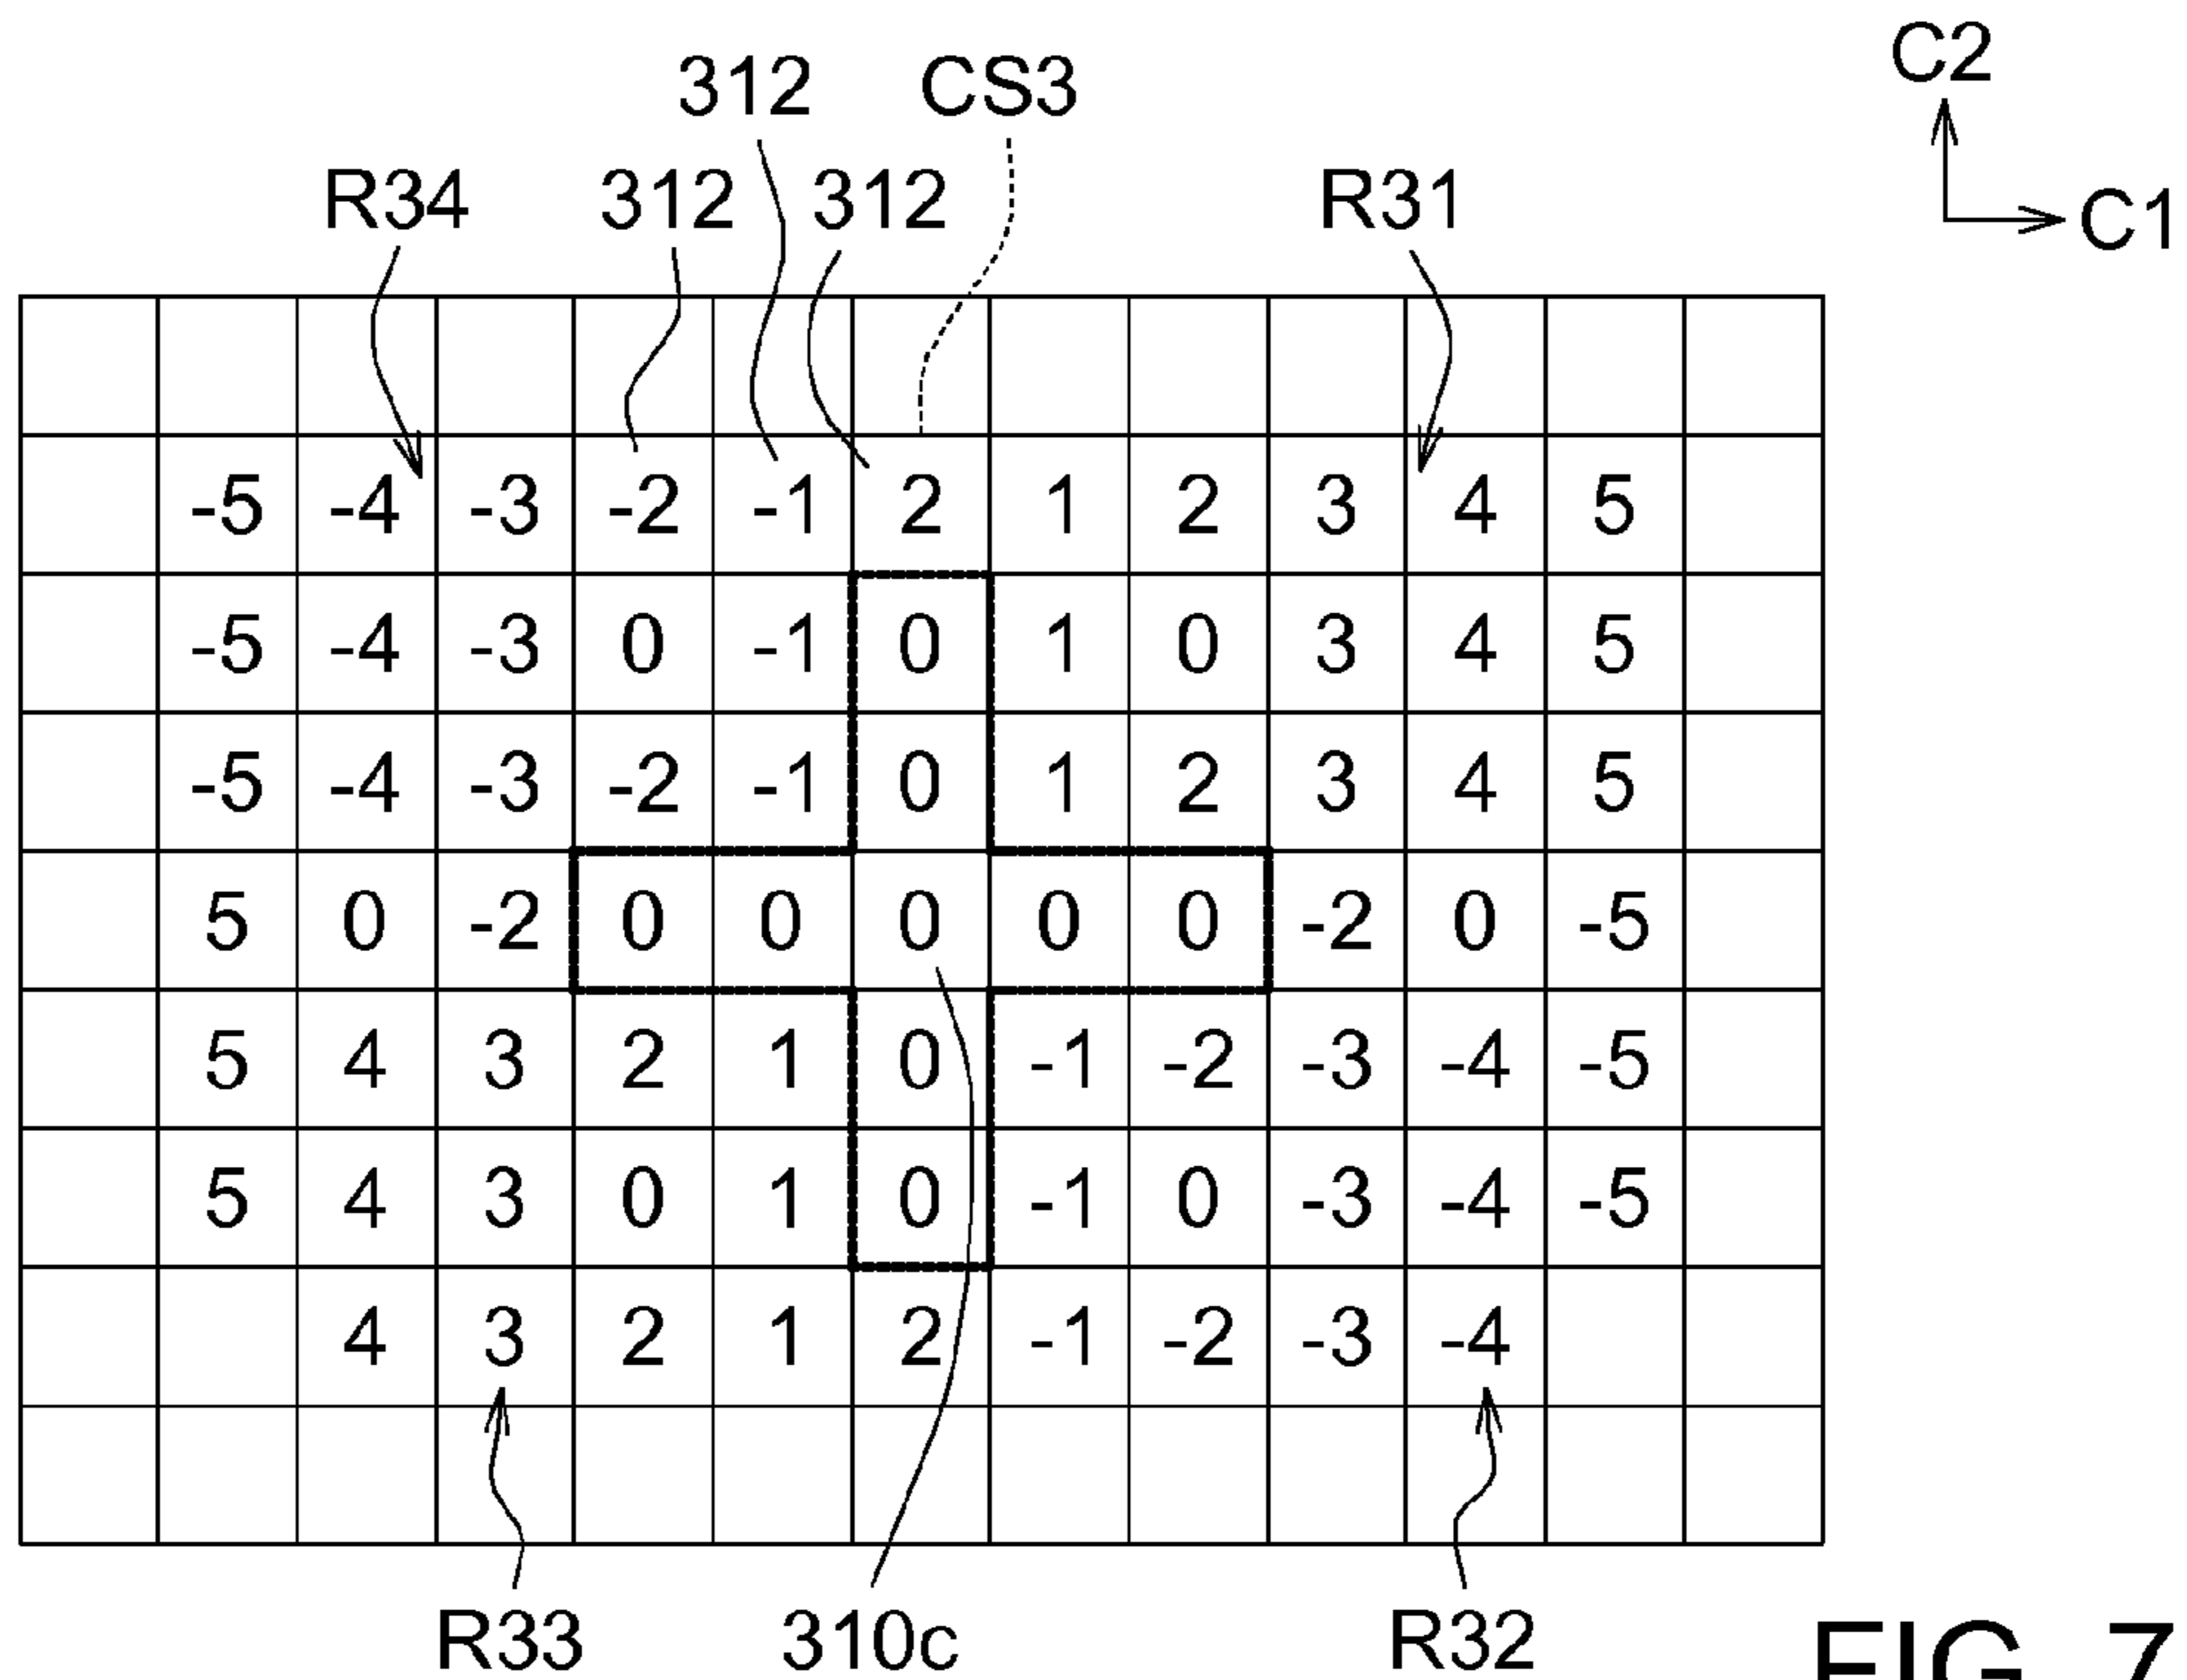 C2
312 CS3
R34 312 312 R31
C1
-5 -4 -3 -2 -1 2 1 2 3 4 5
-5 -4 -3 0 -1 0 1 0 3 4 5
-5 -4 -3 -2 -1 0 1 2 3 4 5
5 0 -2 0 0 0 0 0 -2 0 -5
5 4 3 2 1 0 -1 -2 -3 -4 -5
5 4 3 0 1 0 -1 0 -3 -4 -5
4 3 2 1 2 -1 -2 -3 -4
R33 310c R32
FIG. 7